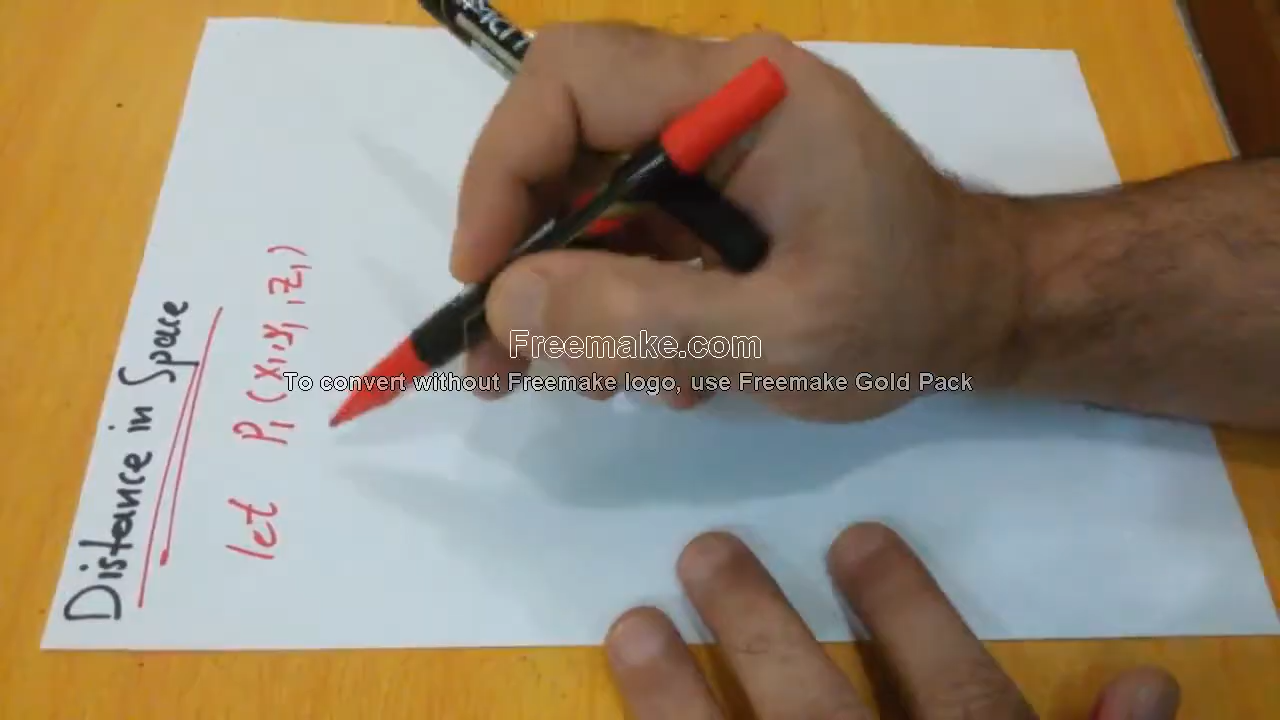 Distance in Space
let P₁ (x₁, y₁, z₁)
Freemake.com
To convert without Freemake logo, use Freemake Gold Pack